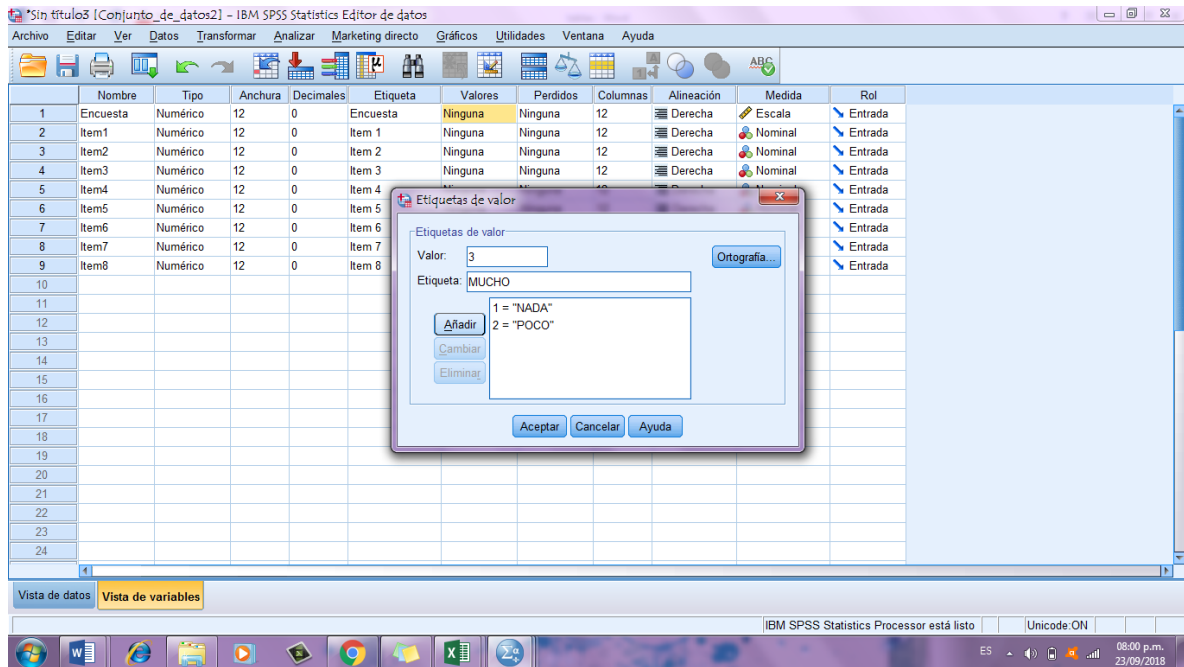 *Sin título3 [Conjunto_de_datos2] - IBM SPSS Statistics Editor de datos
Archivo Editar Ver Datos Transformar Analizar Marketing directo Gráficos Utilidades Ventana Ayuda
Nombre Tipo Anchura Decimales Etiqueta Valores Perdidos Columnas Alineación Medida Rol
1 Encuesta Numérico 12 0 Encuesta Ninguna Ninguna 12 Derecha Escala Entrada
2 Item1 Numérico 12 0 Item 1 Ninguna Ninguna 12 Derecha Nominal Entrada
3 Item2 Numérico 12 0 Item 2 Ninguna Ninguna 12 Derecha Nominal Entrada
4 Item3 Numérico 12 0 Item 3 Ninguna Ninguna 12 Derecha Nominal Entrada
5 Item4 Numérico 12 0 Item 4 Entrada
6 Item5 Numérico 12 0 Item 5 Entrada
7 Item6 Numérico 12 0 Item 6 Entrada
8 Item7 Numérico 12 0 Item 7 Entrada
9 Item8 Numérico 12 0 Item 8 Entrada
10
11
12
13
14
15
16
17
18
19
20
21
22
23
24
Etiquetas de valor
Etiquetas de valor
Valor: 3
Ortografía...
Etiqueta: MUCHO
1 = "NADA"
Añadir 2 = "POCO"
Cambiar
Eliminar
Aceptar Cancelar Ayuda
Vista de datos Vista de variables
IBM SPSS Statistics Processor está listo Unicode:ON
ES 08:00 p.m.
23/09/2018